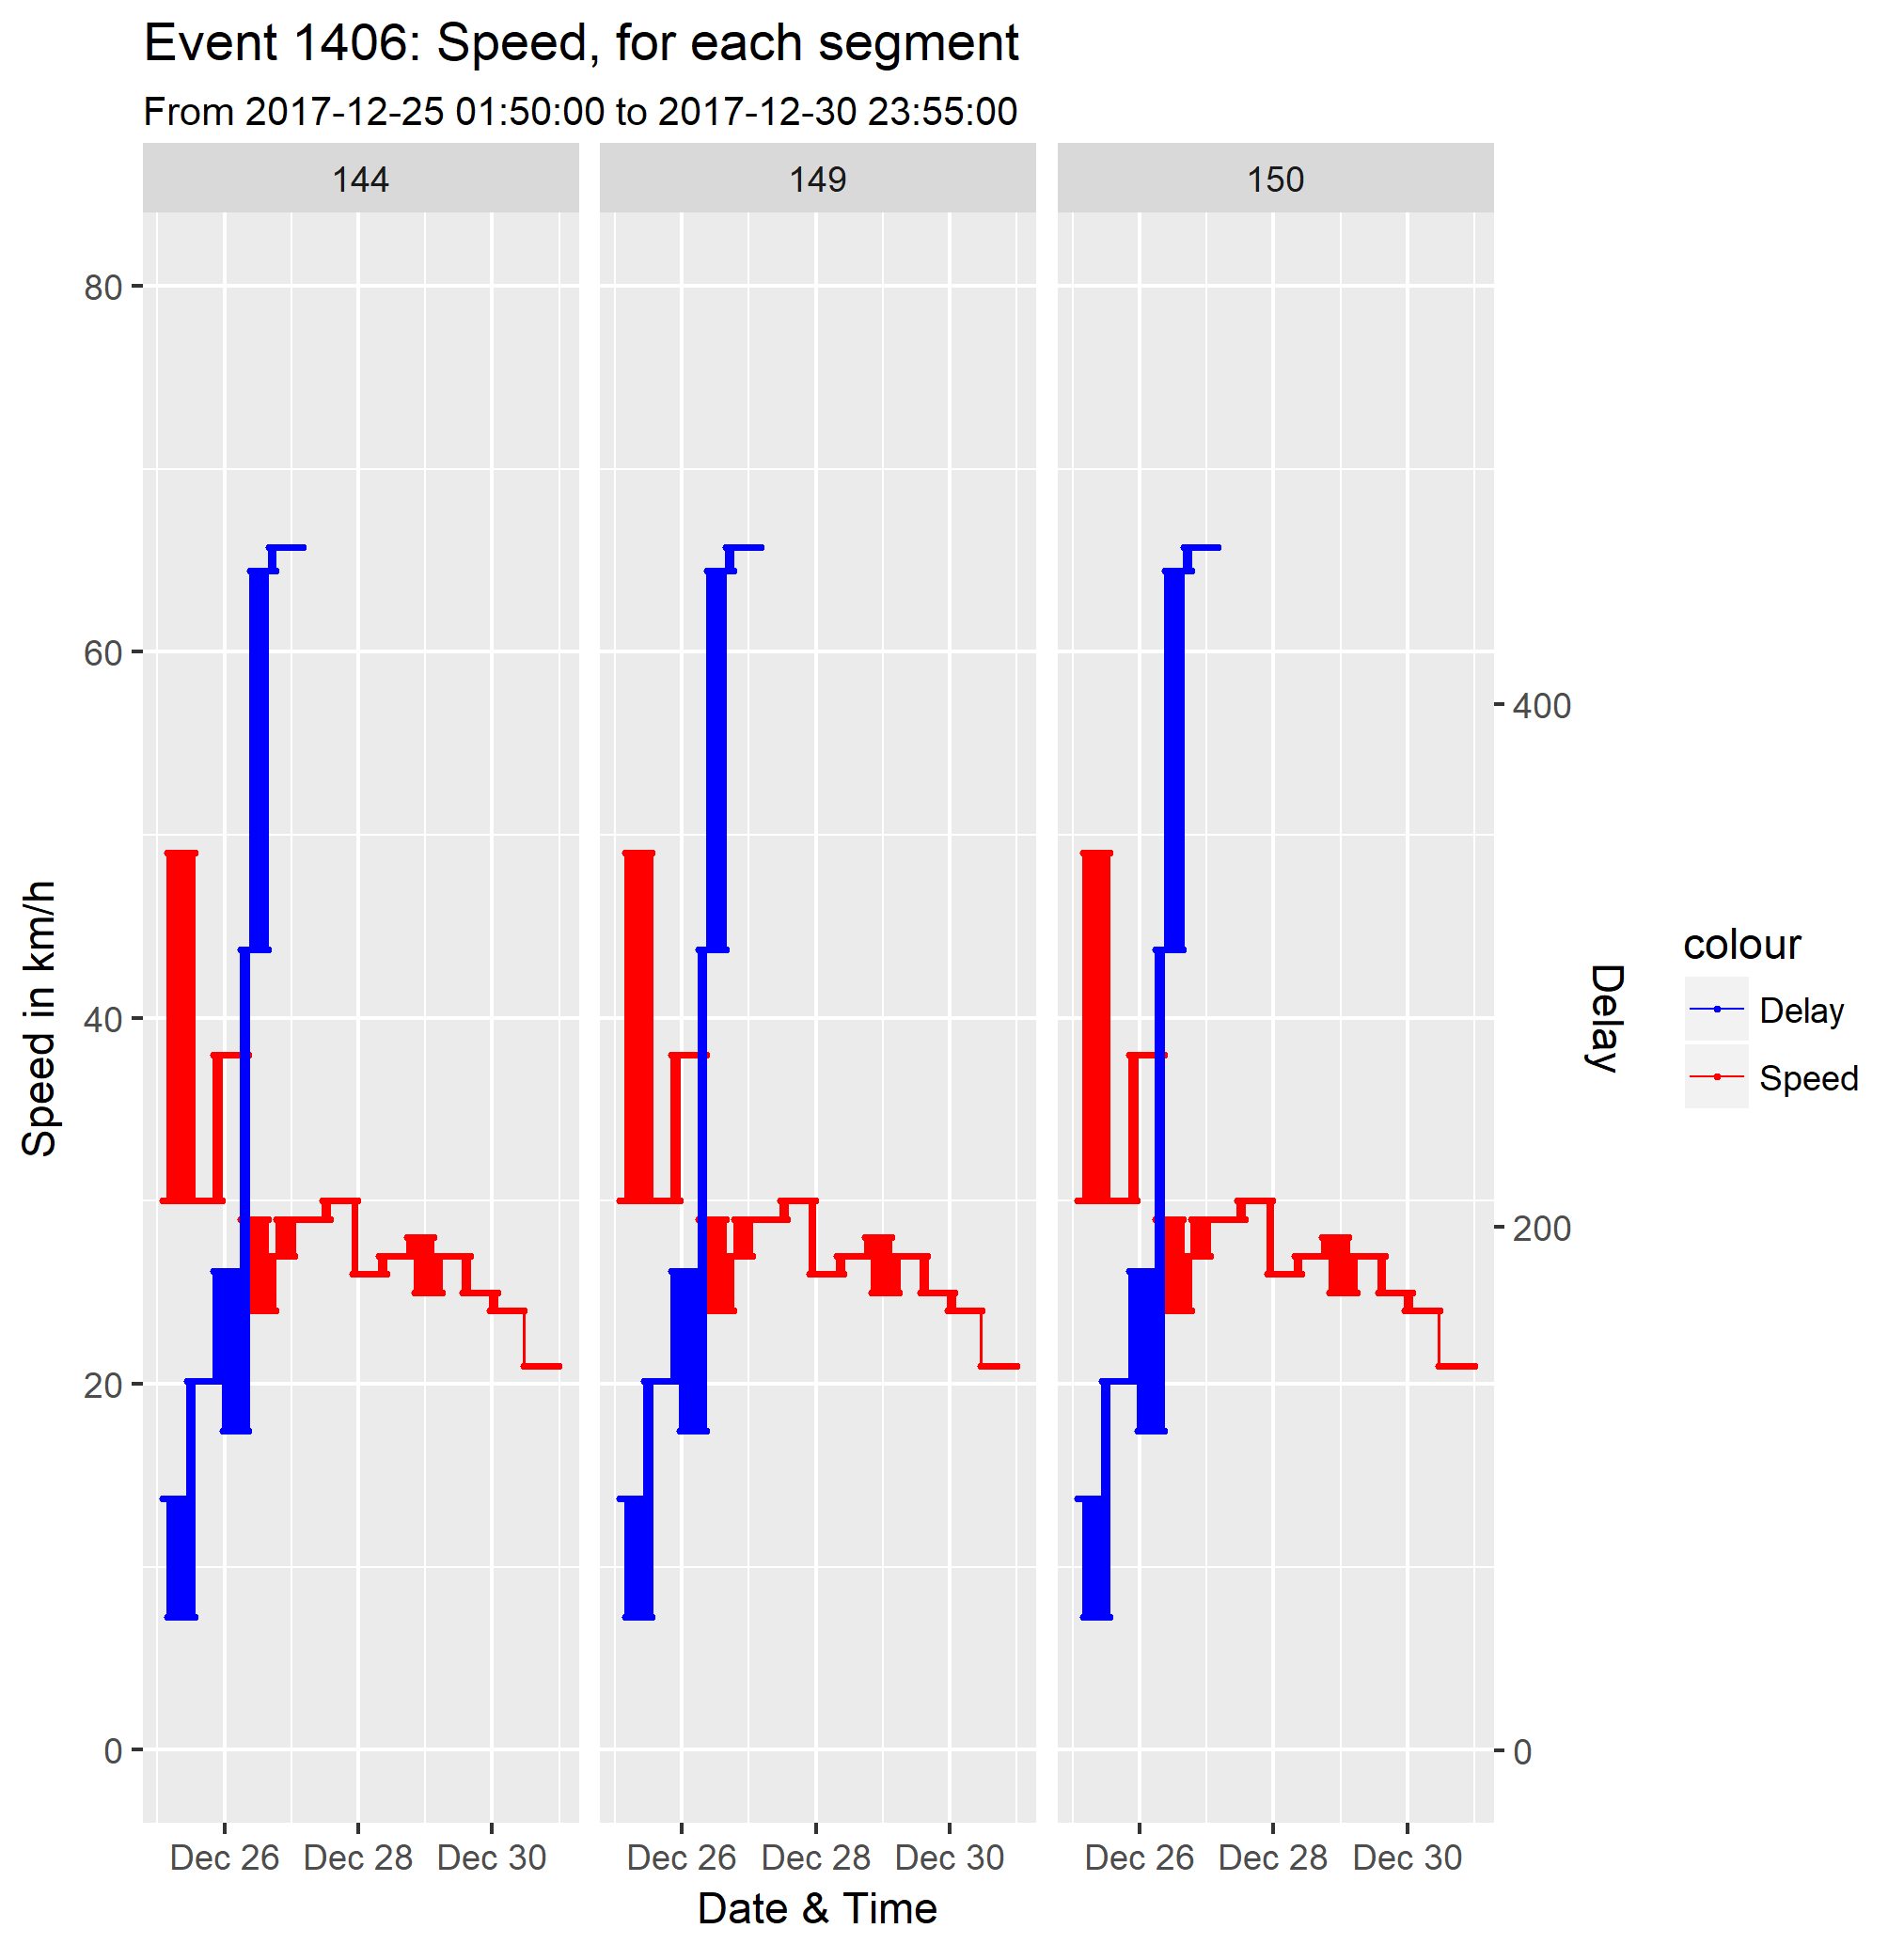 Event 1406: Speed, for each segment
From 2017-12-25 01:50:00 to 2017-12-30 23:55:00
144 149 150
80
60
40
20
0
Speed in km/h
400
200
0
Delay
colour
Delay
Speed
Dec 26 Dec 28 Dec 30 Dec 26 Dec 28 Dec 30 Dec 26 Dec 28 Dec 30
Date & Time